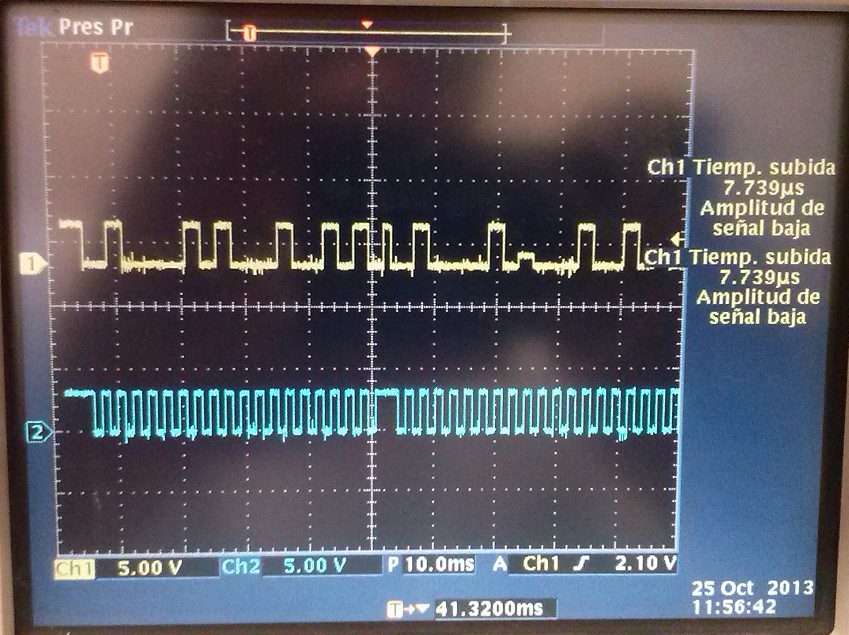 Tek Pres Pr
T
T
Ch1 Tiemp. subida
7.739µs
Amplitud de
señal baja
Ch1 Tiemp. subida
7.739µs
Amplitud de
señal baja
1
2
Ch1 5.00 V Ch2 5.00 V P 10.0ms A Ch1 2.10 V
T 41.3200ms
25 Oct 2013
11:56:42